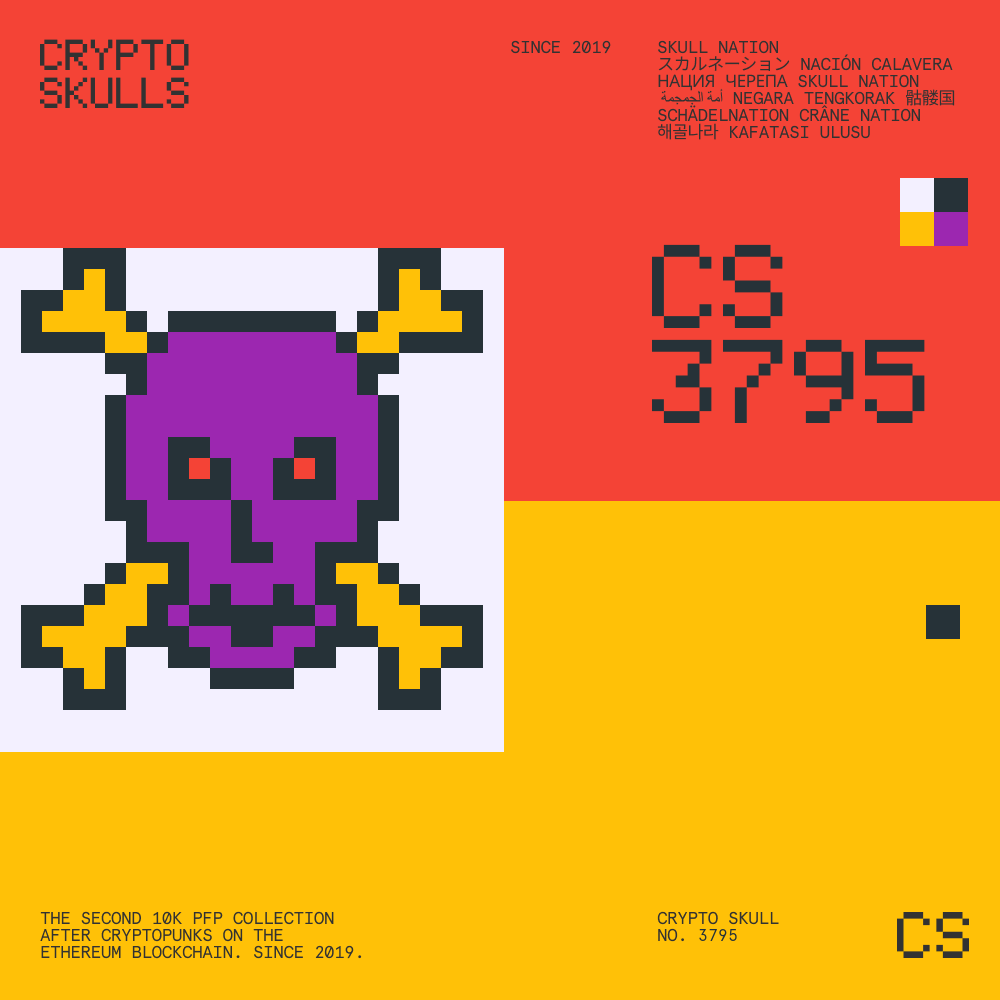 CRYPTO
SKULLS
SINCE 2019
SKULL NATION
スカルネーション NACIÓN CALAVERA
НАЦИЯ ЧЕРЕПА SKULL NATION
أمة الجمجمة NEGARA TENGKORAK 骷髅国
SCHÄDELNATION CRÂNE NATION
해골나라 KAFATASI ULUSU
CS
3795
THE SECOND 10K PFP COLLECTION
AFTER CRYPTOPUNKS ON THE
ETHEREUM BLOCKCHAIN. SINCE 2019.
CRYPTO SKULL
NO. 3795
CS